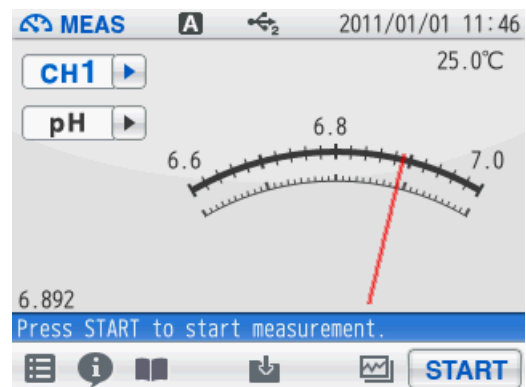 MEAS A 2 2011/01/01 11:46
CH1 25.0℃
pH
6.8
6.6 7.0
6.892
Press START to start measurement.
START